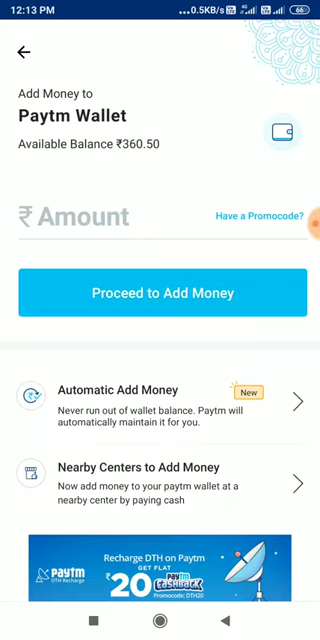 12:13 PM
...0.5KB/s
4G
66
Add Money to
Paytm Wallet
Available Balance ₹360.50
₹ Amount
Have a Promocode?
Proceed to Add Money
Automatic Add Money
New
Never run out of wallet balance. Paytm will
automatically maintain it for you.
Nearby Centers to Add Money
Now add money to your paytm wallet at a
nearby center by paying cash
Recharge DTH on Paytm
GET FLAT
₹20 paytm CASHBACK
Promocode: DTH20
paytm
DTH Recharge